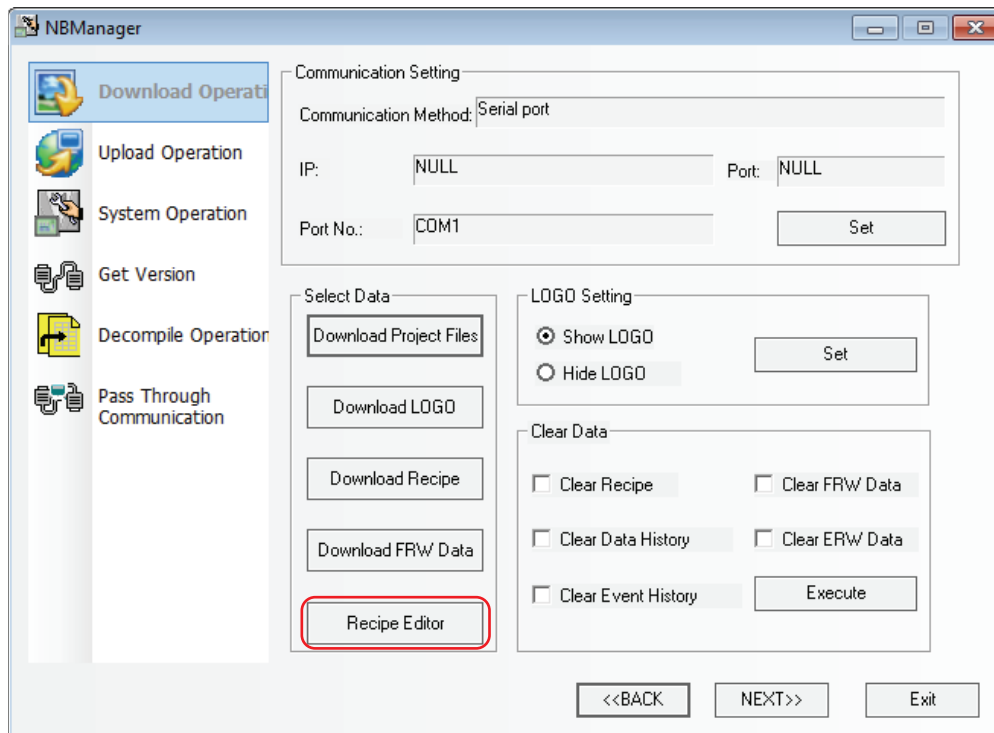 NBManager
Download Operati
Upload Operation
System Operation
Get Version
Decompile Operation
Pass Through
Communication
Communication Setting
Communication Method: Serial port
IP: NULL Port: NULL
Port No.: COM1 Set
Select Data
Download Project Files
Download LOGO
Download Recipe
Download FRW Data
Recipe Editor
LOGO Setting
Show LOGO
Hide LOGO
Set
Clear Data
Clear Recipe Clear FRW Data
Clear Data History Clear ERW Data
Clear Event History Execute
<<BACK NEXT>> Exit